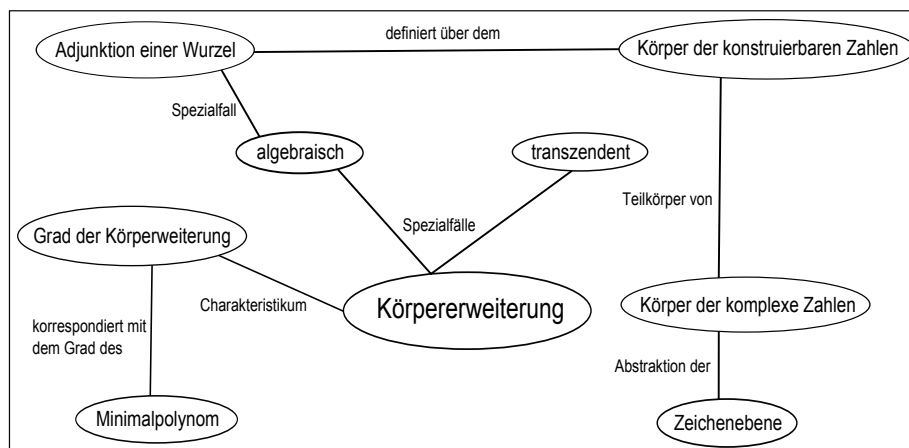 definiert über dem
Adjunktion einer Wurzel
Körper der konstruierbaren Zahlen
Spezialfall
algebraisch
transzendent
Teilkörper von
Spezialfälle
Grad der Körperweiterung
Charakteristikum
Körpererweiterung
Körper der komplexe Zahlen
korrespondiert mit
dem Grad des
Abstraktion der
Minimalpolynom
Zeichenebene